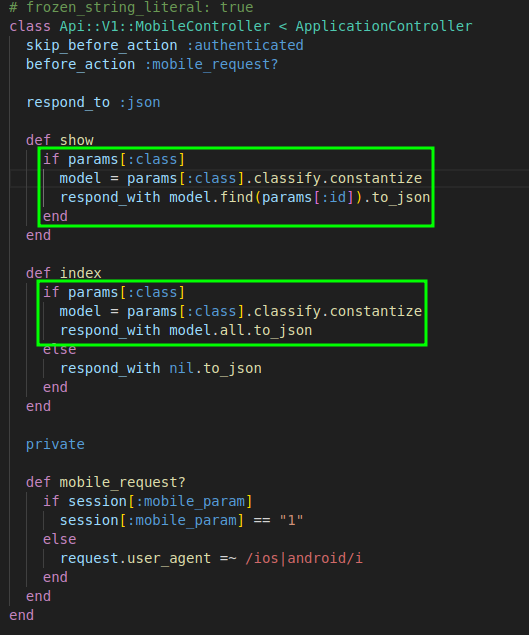 # frozen_string_literal: true
class Api::V1::MobileController < ApplicationController
  skip_before_action :authenticated
  before_action :mobile_request?

  respond_to :json

  def show
    if params[:class]
      model = params[:class].classify.constantize
      respond_with model.find(params[:id]).to_json
    end
  end

  def index
    if params[:class]
      model = params[:class].classify.constantize
      respond_with model.all.to_json
    else
      respond_with nil.to_json
    end
  end

  private

  def mobile_request?
    if session[:mobile_param]
      session[:mobile_param] == "1"
    else
      request.user_agent =~ /ios|android/i
    end
  end
end